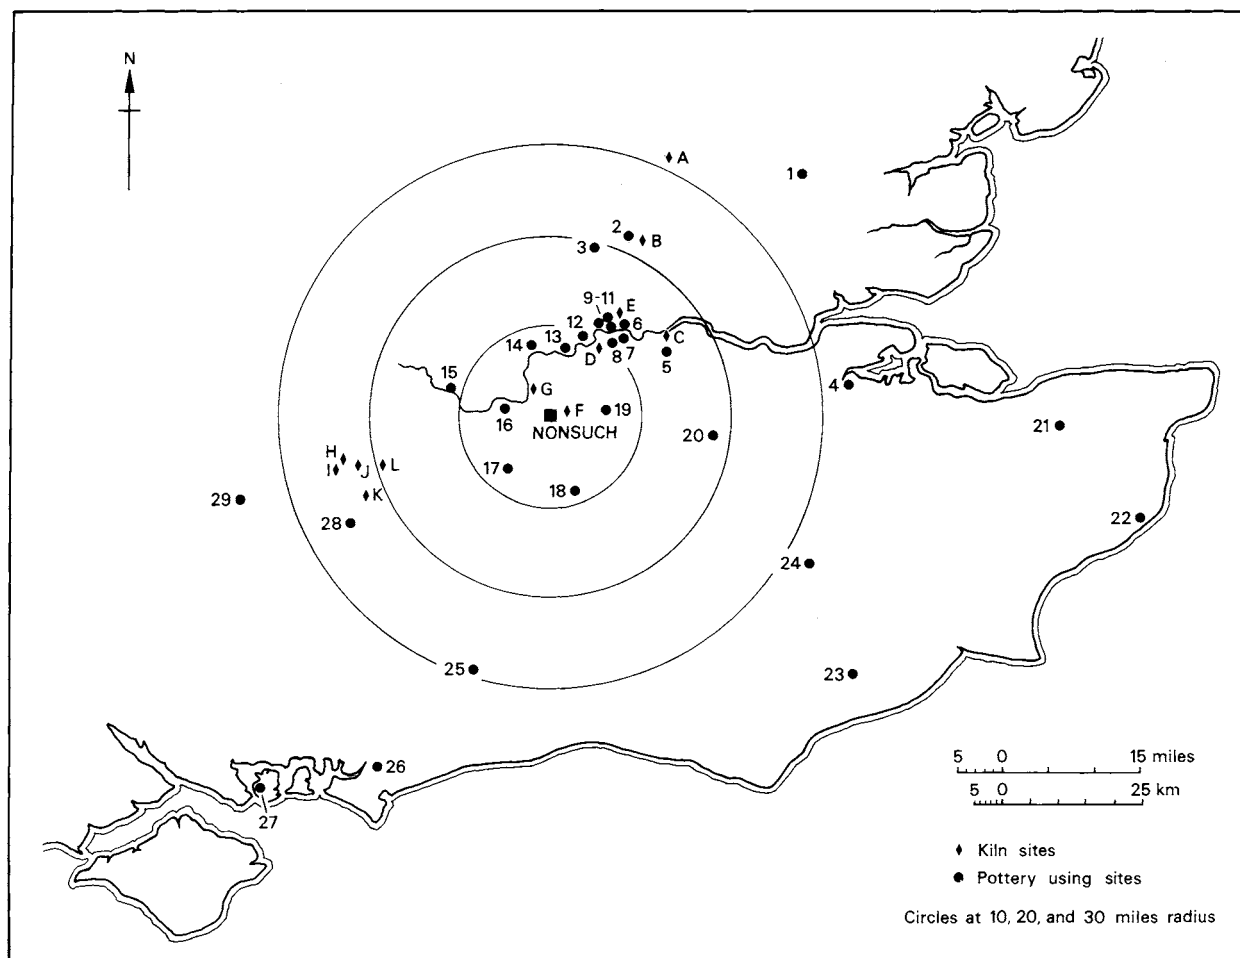 N
A
1
2
B
3
9-11
E
12
6
13
14
C
D
8
7
5
15
4
G
16
F
19
NONSUCH
20
21
H
I
J
L
17
K
18
29
28
22
24
25
23
26
27
5 0 15 miles
5 0 25 km
Kiln sites
Pottery using sites
Circles at 10, 20, and 30 miles radius